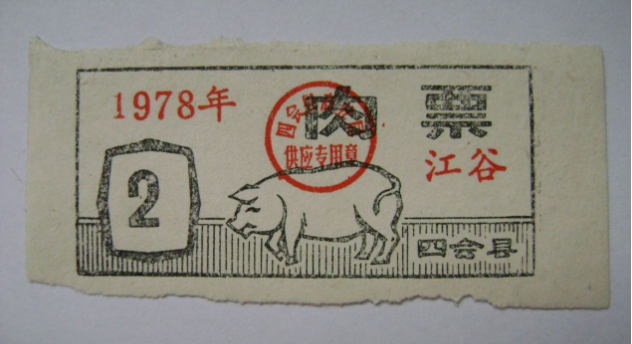 1978年
肉票
江谷
供应专用章
2
四会县